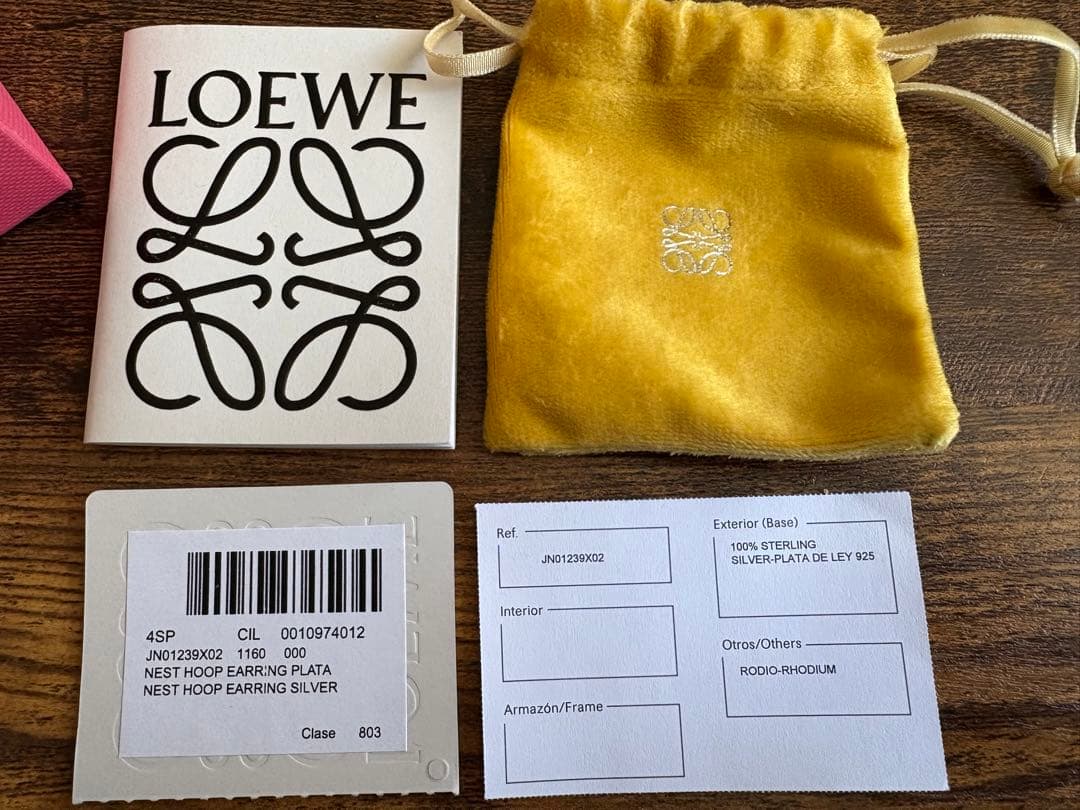 LOEWE
4SP CIL 0010974012
JN01239X02 1160 000
NEST HOOP EARRING PLATA
NEST HOOP EARRING SILVER
Clase 803
Ref.
JN01239X02
Interior
Armazón/Frame
Exterior (Base)
100% STERLING
SILVER-PLATA DE LEY 925
Otros/Others
RODIO-RHODIUM